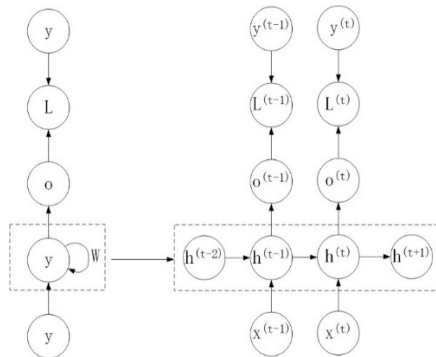 y y^(t-1) y^(t)
L L^(t-1) L^(t)
o o^(t-1) o^(t)
y W h^(t-2) h^(t-1) h^(t) h^(t+1)
y x^(t-1) x^(t)